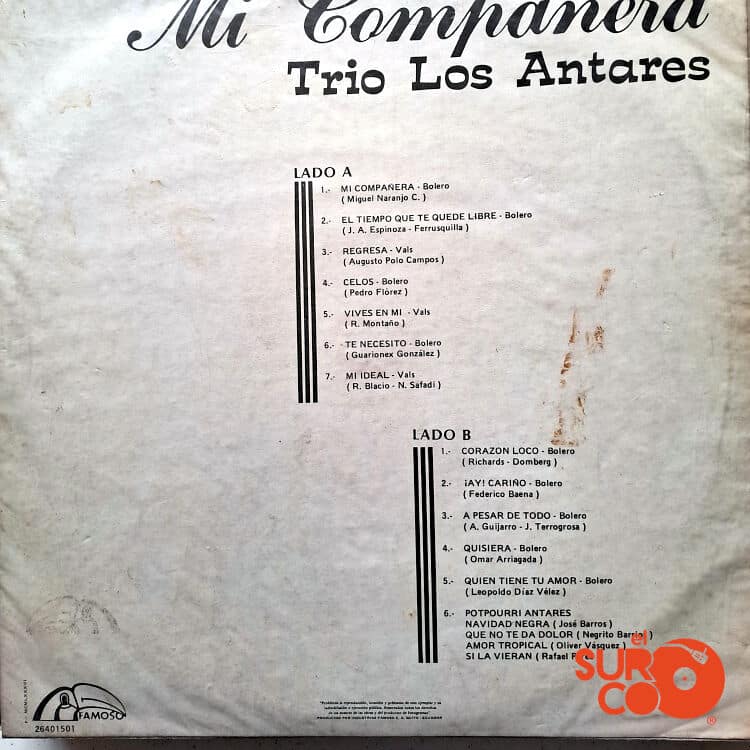 Mi Compañera
Trio Los Antares
LADO A
1.- MI COMPAÑERA - Bolero
( Miguel Naranjo C. )
2.- EL TIEMPO QUE TE QUEDE LIBRE - Bolero
( J. A. Espinoza - Ferrusquilla )
3.- REGRESA - Vals
( Augusto Polo Campos )
4.- CELOS - Bolero
( Pedro Flórez )
5.- VIVES EN MI - Vals
( R. Montaño )
6.- TE NECESITO - Bolero
( Guarionex González )
7.- MI IDEAL - Vals
( R. Blacio - N. Safadi )
LADO B
1.- CORAZON LOCO - Bolero
( Richards - Domberg )
2.- ¡AY! CARIÑO - Bolero
( Federico Baena )
3.- A PESAR DE TODO - Bolero
( A. Guijarro - J. Terrogrosa )
4.- QUISIERA - Bolero
( Omar Arriagada )
5.- QUIEN TIENE TU AMOR - Bolero
( Leopoldo Díaz Vélez )
6.- POTPOURRI ANTARES
NAVIDAD NEGRA ( José Barros )
QUE NO TE DA DOLOR ( Negrito
AMOR TROPICAL ( Oliver Vásquez )
SI LA VIERAN ( Rafael
el
SURCO
®
FAMOSO
26401501